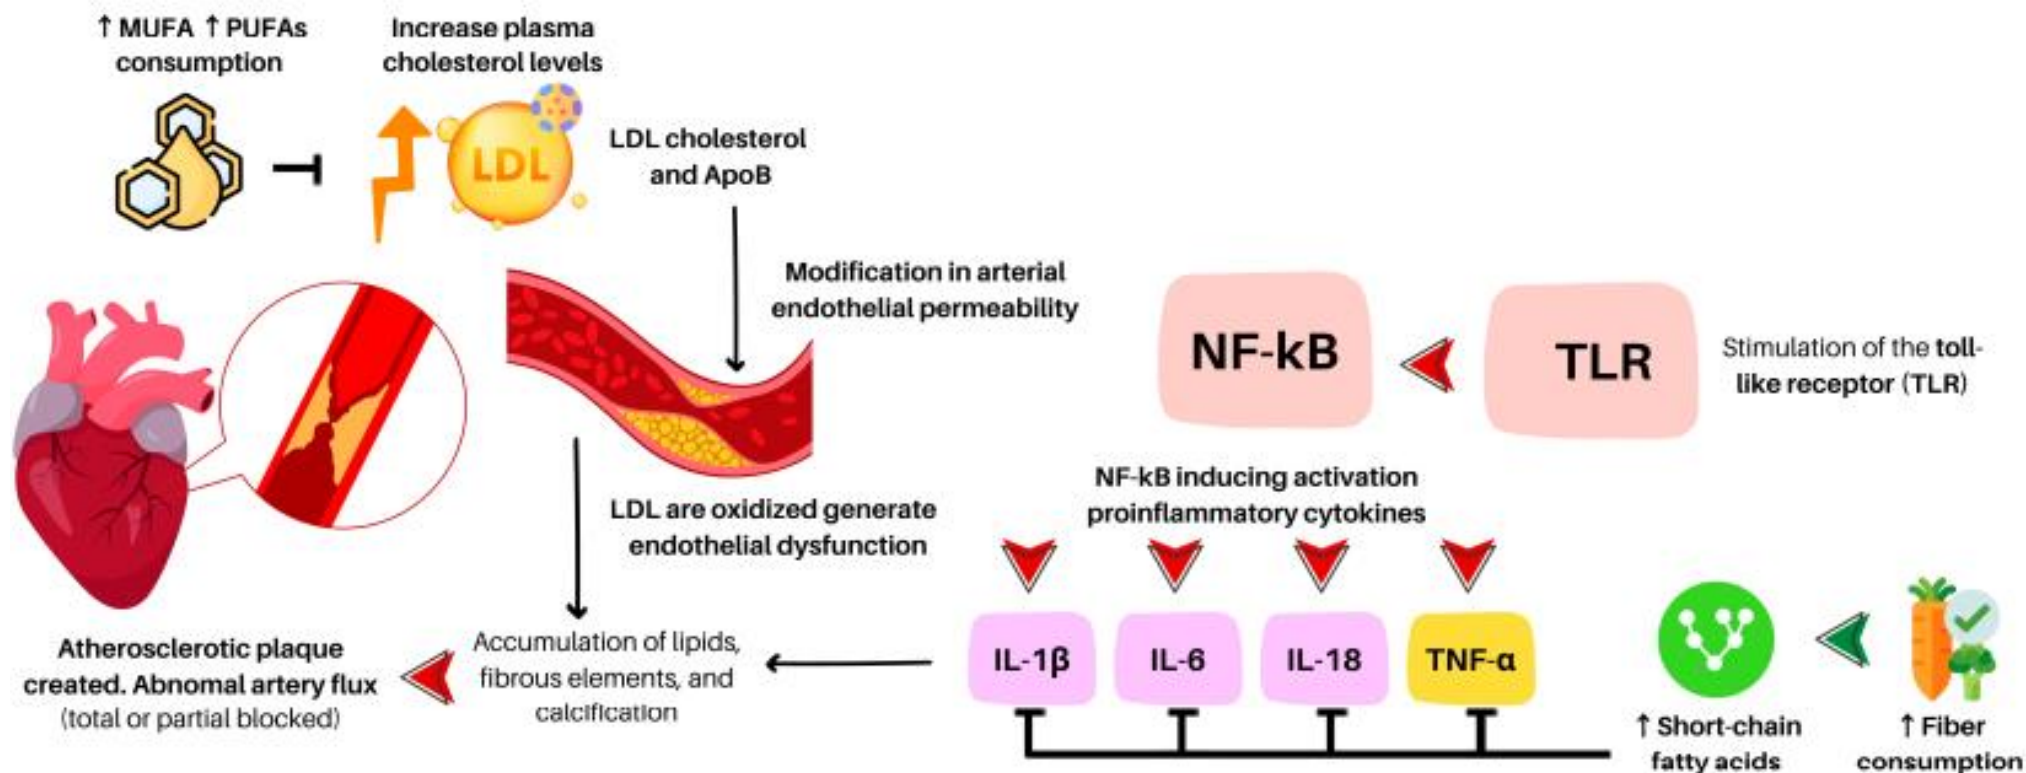 ↑ MUFA ↑ PUFAs
consumption
Increase plasma
cholesterol levels
LDL
LDL cholesterol
and ApoB
Modification in arterial
endothelial permeability
NF-kB
TLR
Stimulation of the toll-
like receptor (TLR)
NF-kB inducing activation
proinflammatory cytokines
LDL are oxidized generate
endothelial dysfunction
IL-1β
IL-6
IL-18
TNF-α
Accumulation of lipids,
fibrous elements, and
calcification
Atherosclerotic plaque
created. Abnomal artery flux
(total or partial blocked)
↑ Short-chain
fatty acids
↑ Fiber
consumption